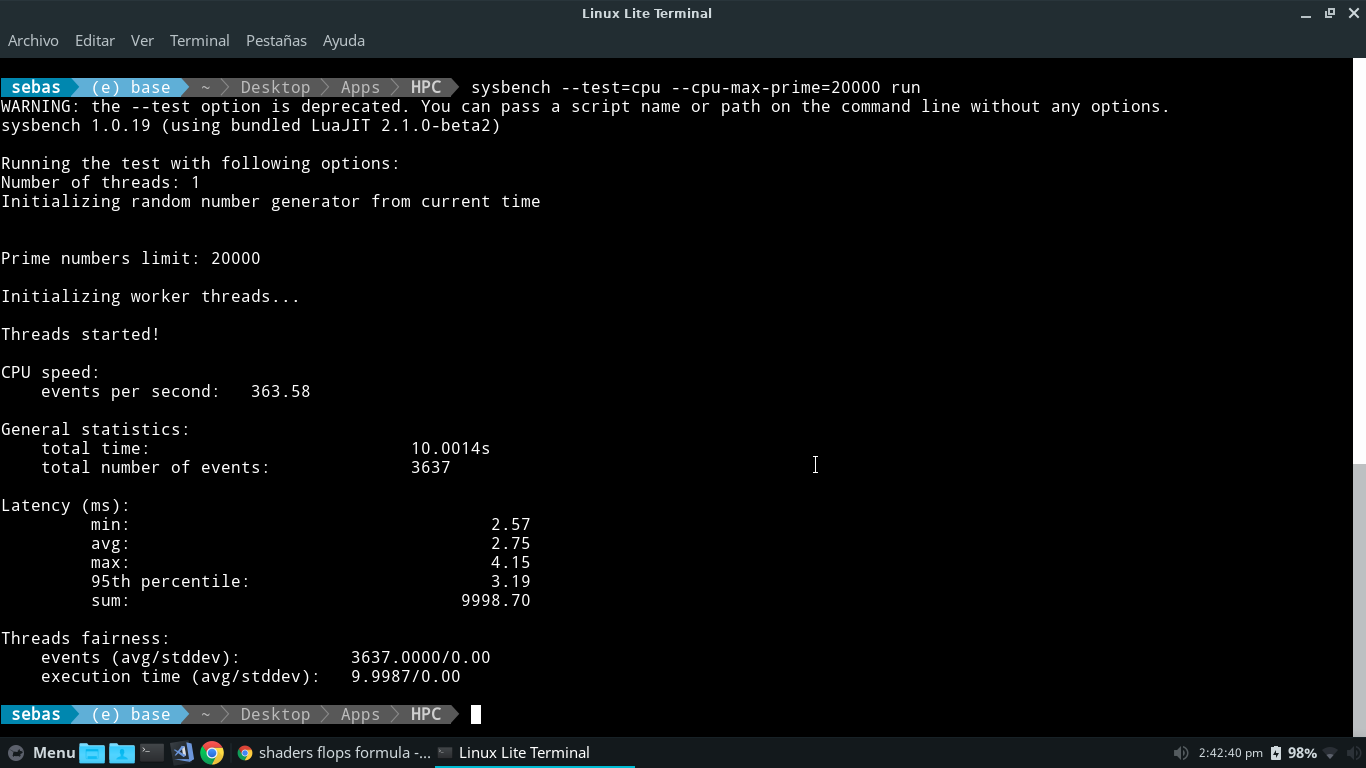 Linux Lite Terminal
Archivo Editar Ver Terminal Pestañas Ayuda
sebas (e) base ~ Desktop Apps HPC sysbench --test=cpu --cpu-max-prime=20000 run
WARNING: the --test option is deprecated. You can pass a script name or path on the command line without any options.
sysbench 1.0.19 (using bundled LuaJIT 2.1.0-beta2)
Running the test with following options:
Number of threads: 1
Initializing random number generator from current time
Prime numbers limit: 20000
Initializing worker threads...
Threads started!
CPU speed:
events per second: 363.58
General statistics:
total time: 10.0014s
total number of events: 3637
Latency (ms):
min: 2.57
avg: 2.75
max: 4.15
95th percentile: 3.19
sum: 9998.70
Threads fairness:
events (avg/stddev): 3637.0000/0.00
execution time (avg/stddev): 9.9987/0.00
sebas (e) base ~ Desktop Apps HPC
Menu shaders flops formula -... Linux Lite Terminal 2:42:40 pm 98%